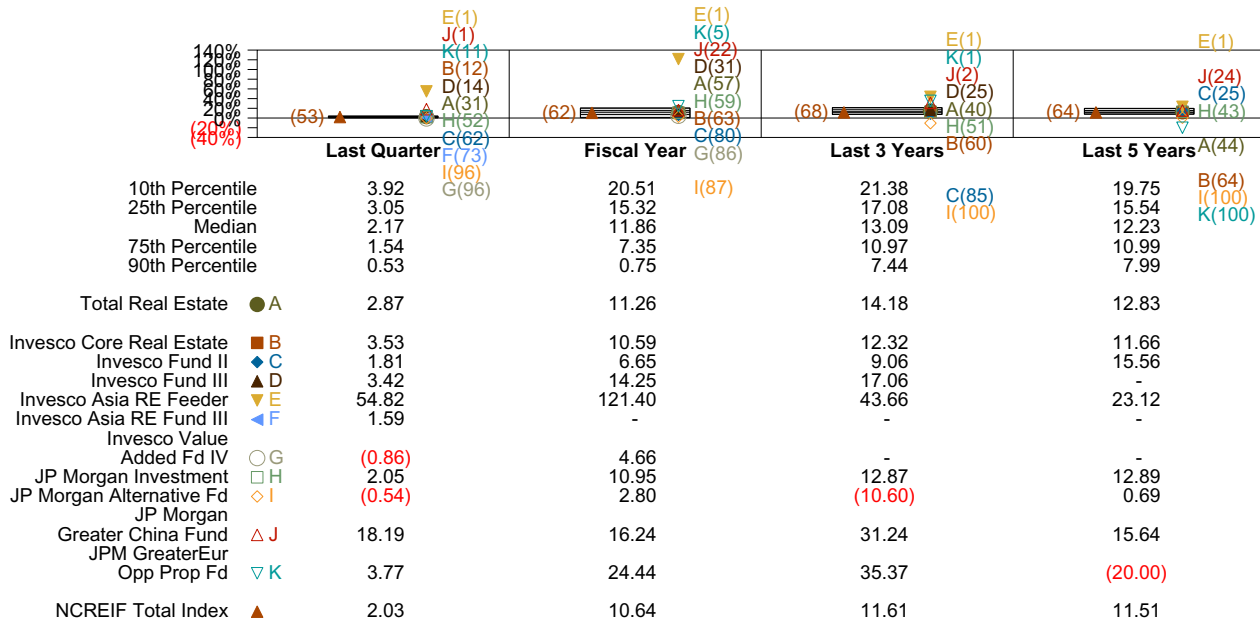 140%
120%
100%
80%
60%
40%
20%
0%
(20%)
(40%)
Last Quarter Fiscal Year Last 3 Years Last 5 Years
(53)
E(1)
J(1)
K(11)
B(12)
D(14)
A(31)
H(52)
C(62)
F(73)
I(96)
G(96)
(62)
E(1)
K(5)
J(22)
D(31)
A(57)
H(59)
B(63)
C(80)
G(86)
I(87)
(68)
E(1)
K(1)
J(2)
D(25)
A(40)
H(51)
B(60)
C(85)
I(100)
(64)
E(1)
J(24)
C(25)
H(43)
A(44)
B(64)
I(100)
K(100)
10th Percentile 3.92 20.51 21.38 19.75
25th Percentile 3.05 15.32 17.08 15.54
Median 2.17 11.86 13.09 12.23
75th Percentile 1.54 7.35 10.97 10.99
90th Percentile 0.53 0.75 7.44 7.99
Total Real Estate A 2.87 11.26 14.18 12.83
Invesco Core Real Estate B 3.53 10.59 12.32 11.66
Invesco Fund II C 1.81 6.65 9.06 15.56
Invesco Fund III D 3.42 14.25 17.06 -
Invesco Asia RE Feeder E 54.82 121.40 43.66 23.12
Invesco Asia RE Fund III F 1.59 - - -
Invesco Value
Added Fd IV G (0.86) 4.66 - -
JP Morgan Investment H 2.05 10.95 12.87 12.89
JP Morgan Alternative Fd I (0.54) 2.80 (10.60) 0.69
JP Morgan
Greater China Fund J 18.19 16.24 31.24 15.64
JPM GreaterEur
Opp Prop Fd K 3.77 24.44 35.37 (20.00)
NCREIF Total Index 2.03 10.64 11.61 11.51